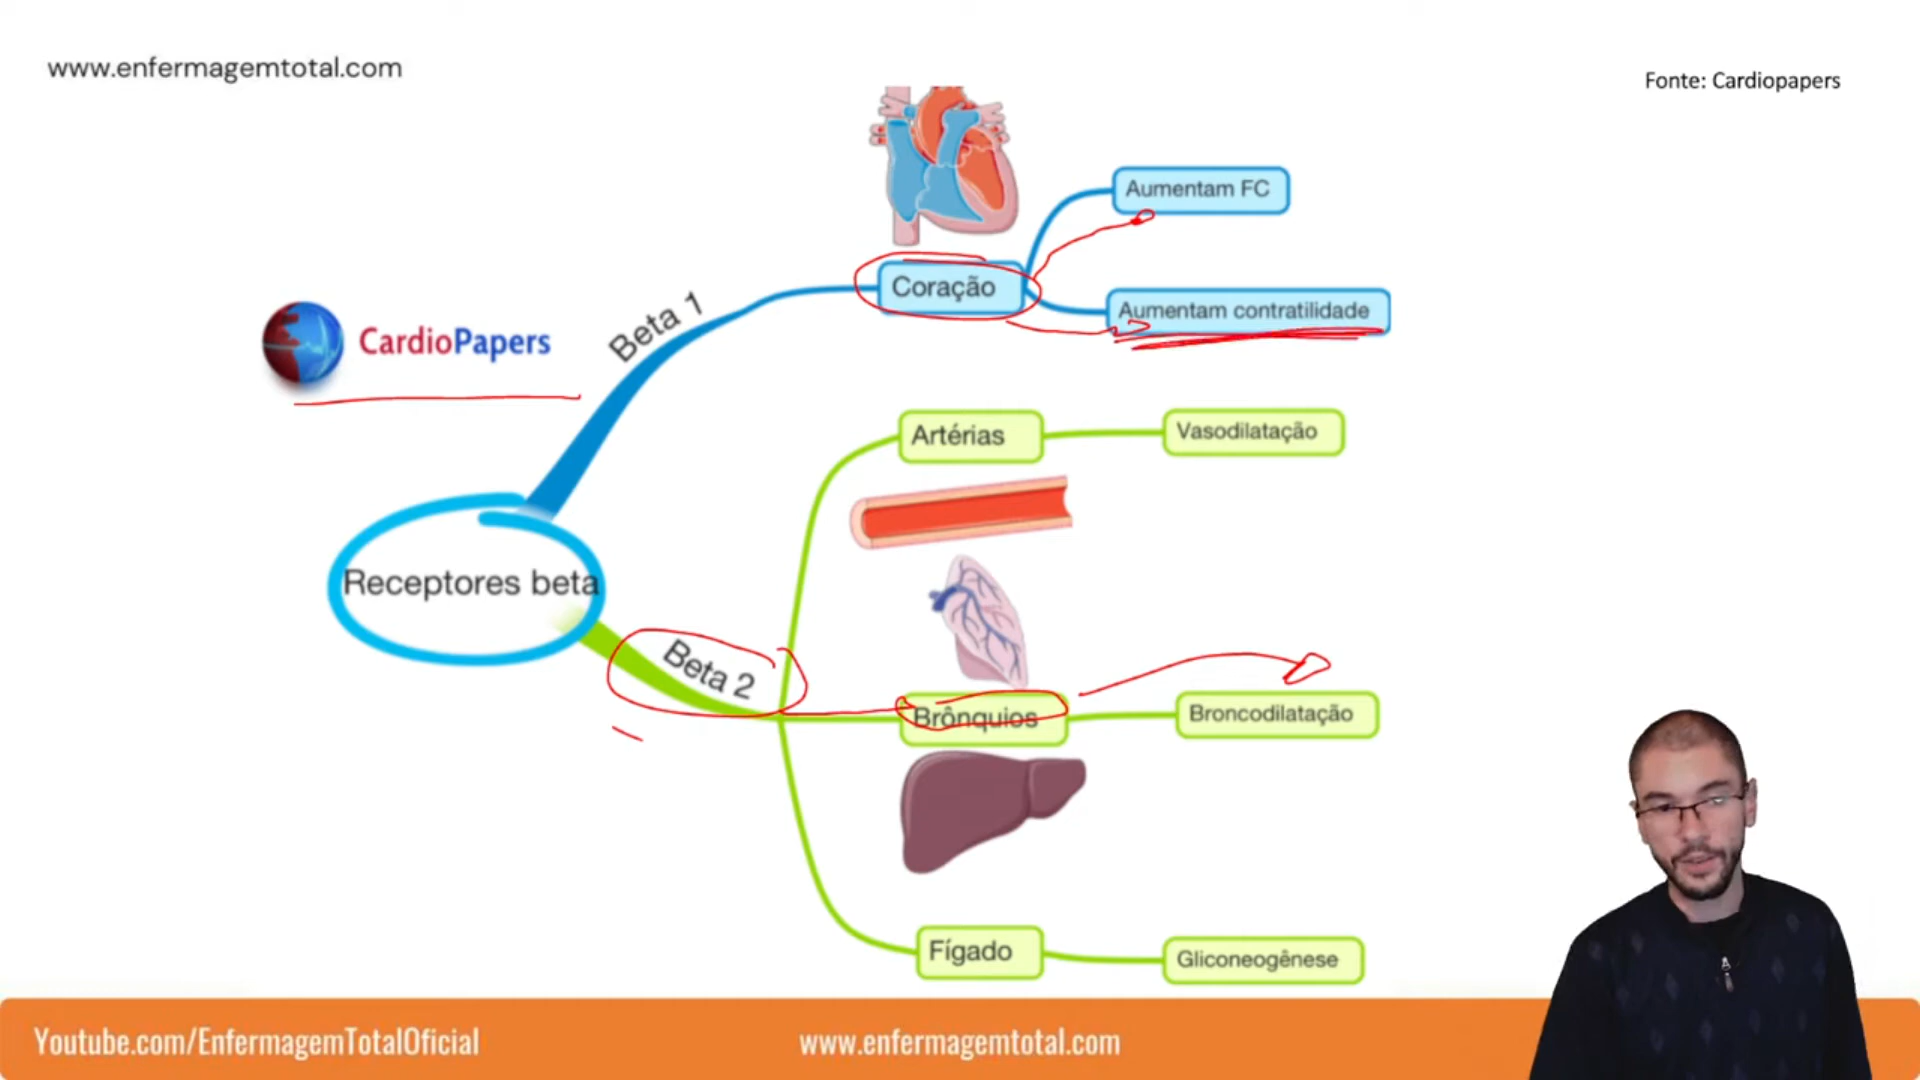 www.enfermagemtotal.com
Fonte: Cardiopapers
Aumentam FC
Coração
Aumentam contratilidade
Beta 1
CardioPapers
Artérias
Vasodilatação
Receptores beta
Beta 2
Brônquios
Broncodilatação
Fígado
Gliconeogênese
Youtube.com/EnfermagemTotalOficial
www.enfermagemtotal.com